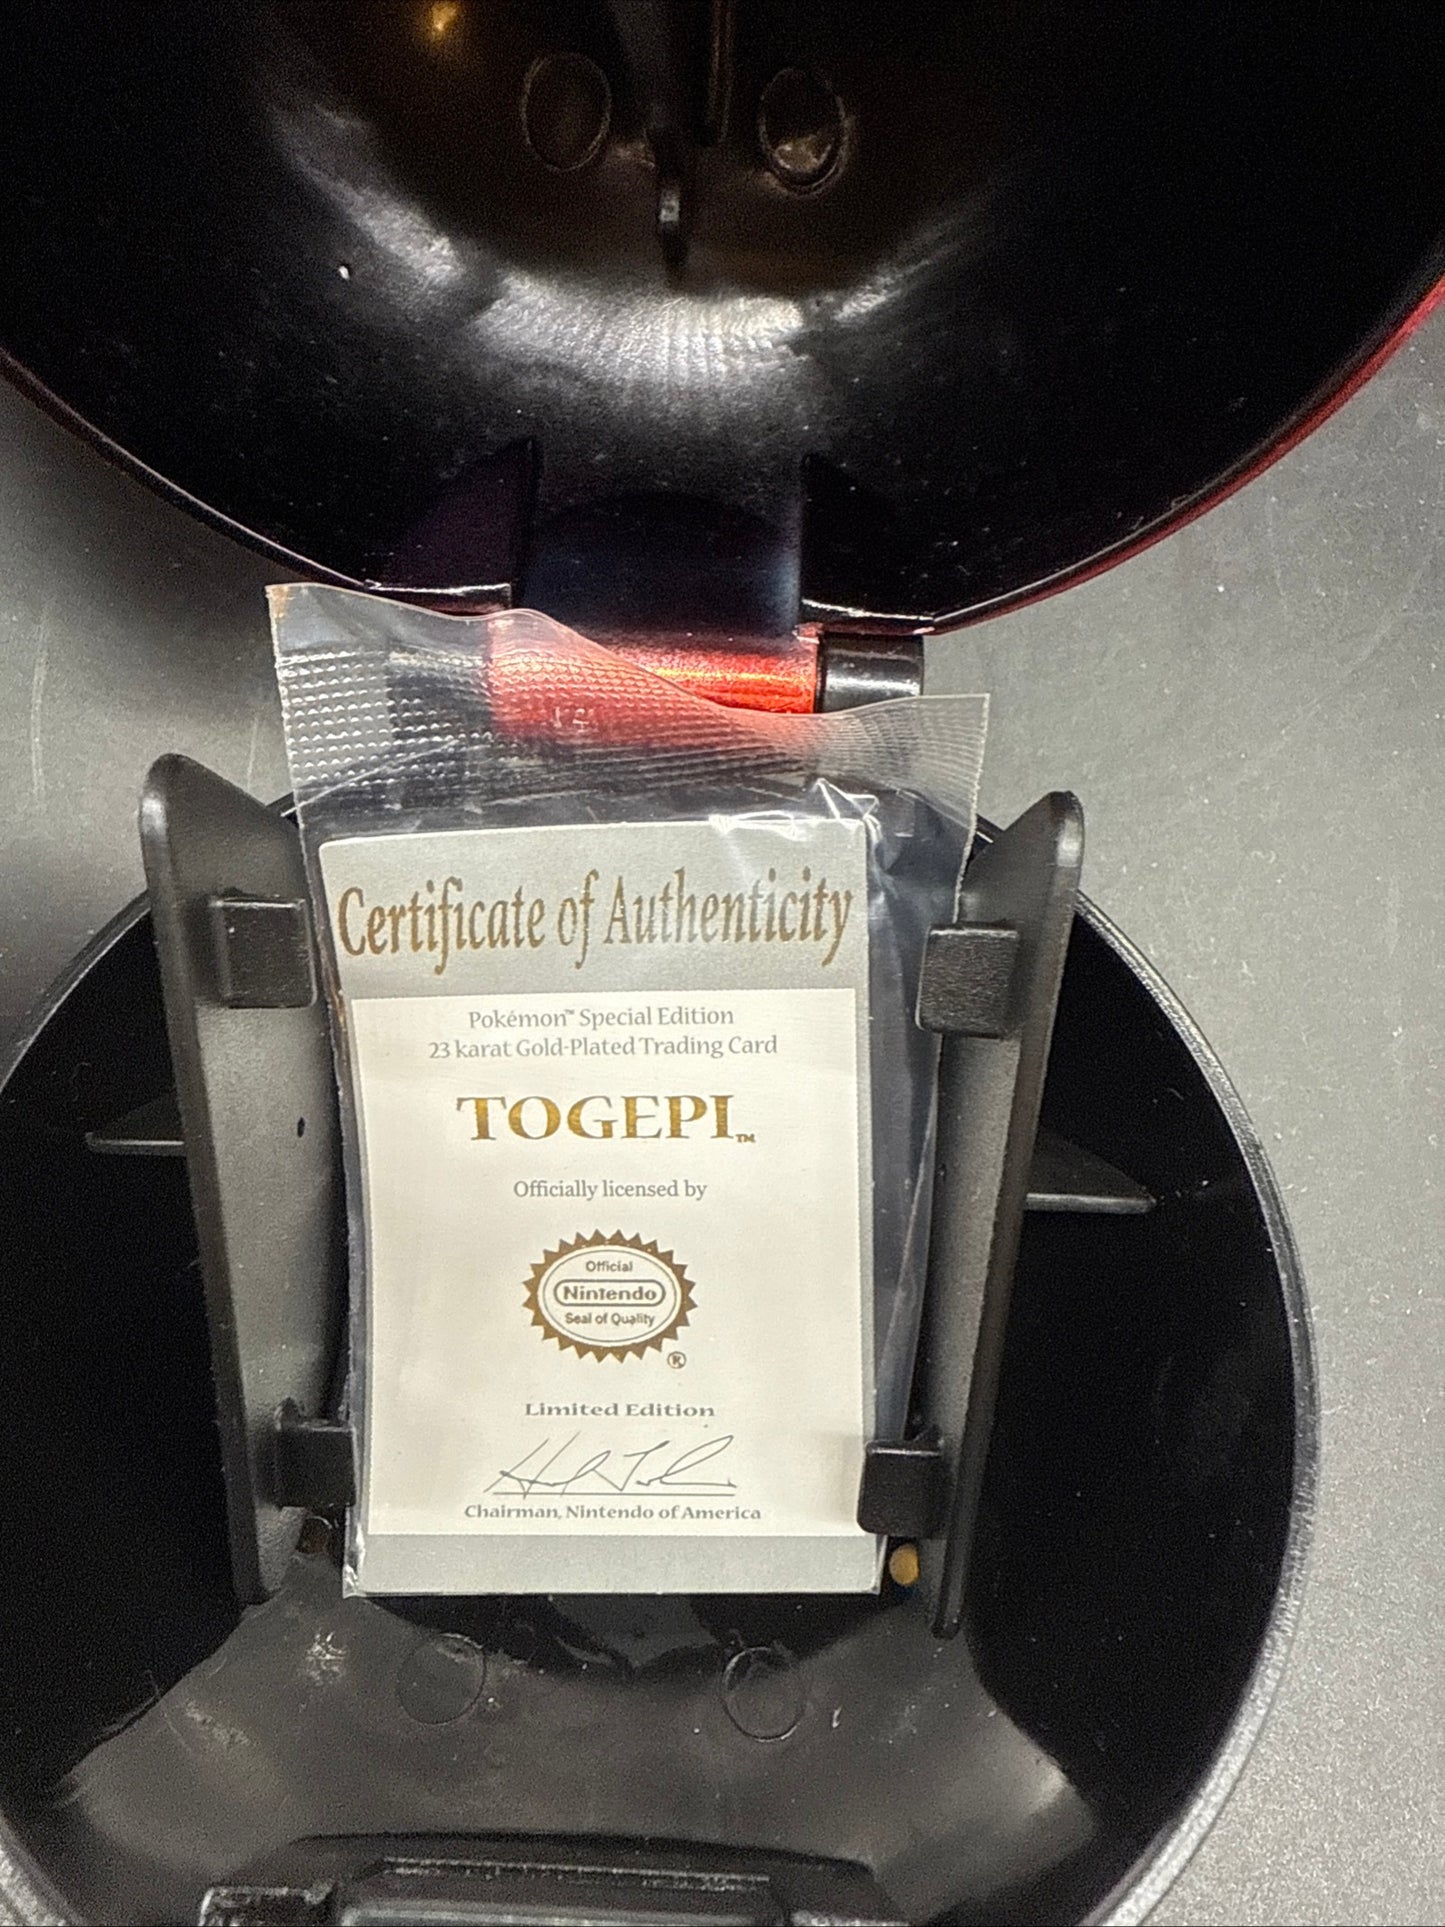 Certificate of Authenticity
Pokémon™ Special Edition
23 karat Gold-Plated Trading Card
TOGEPI™
Officially licensed by
Official
Nintendo
Seal of Quality
®
Limited Edition
Chairman, Nintendo of America